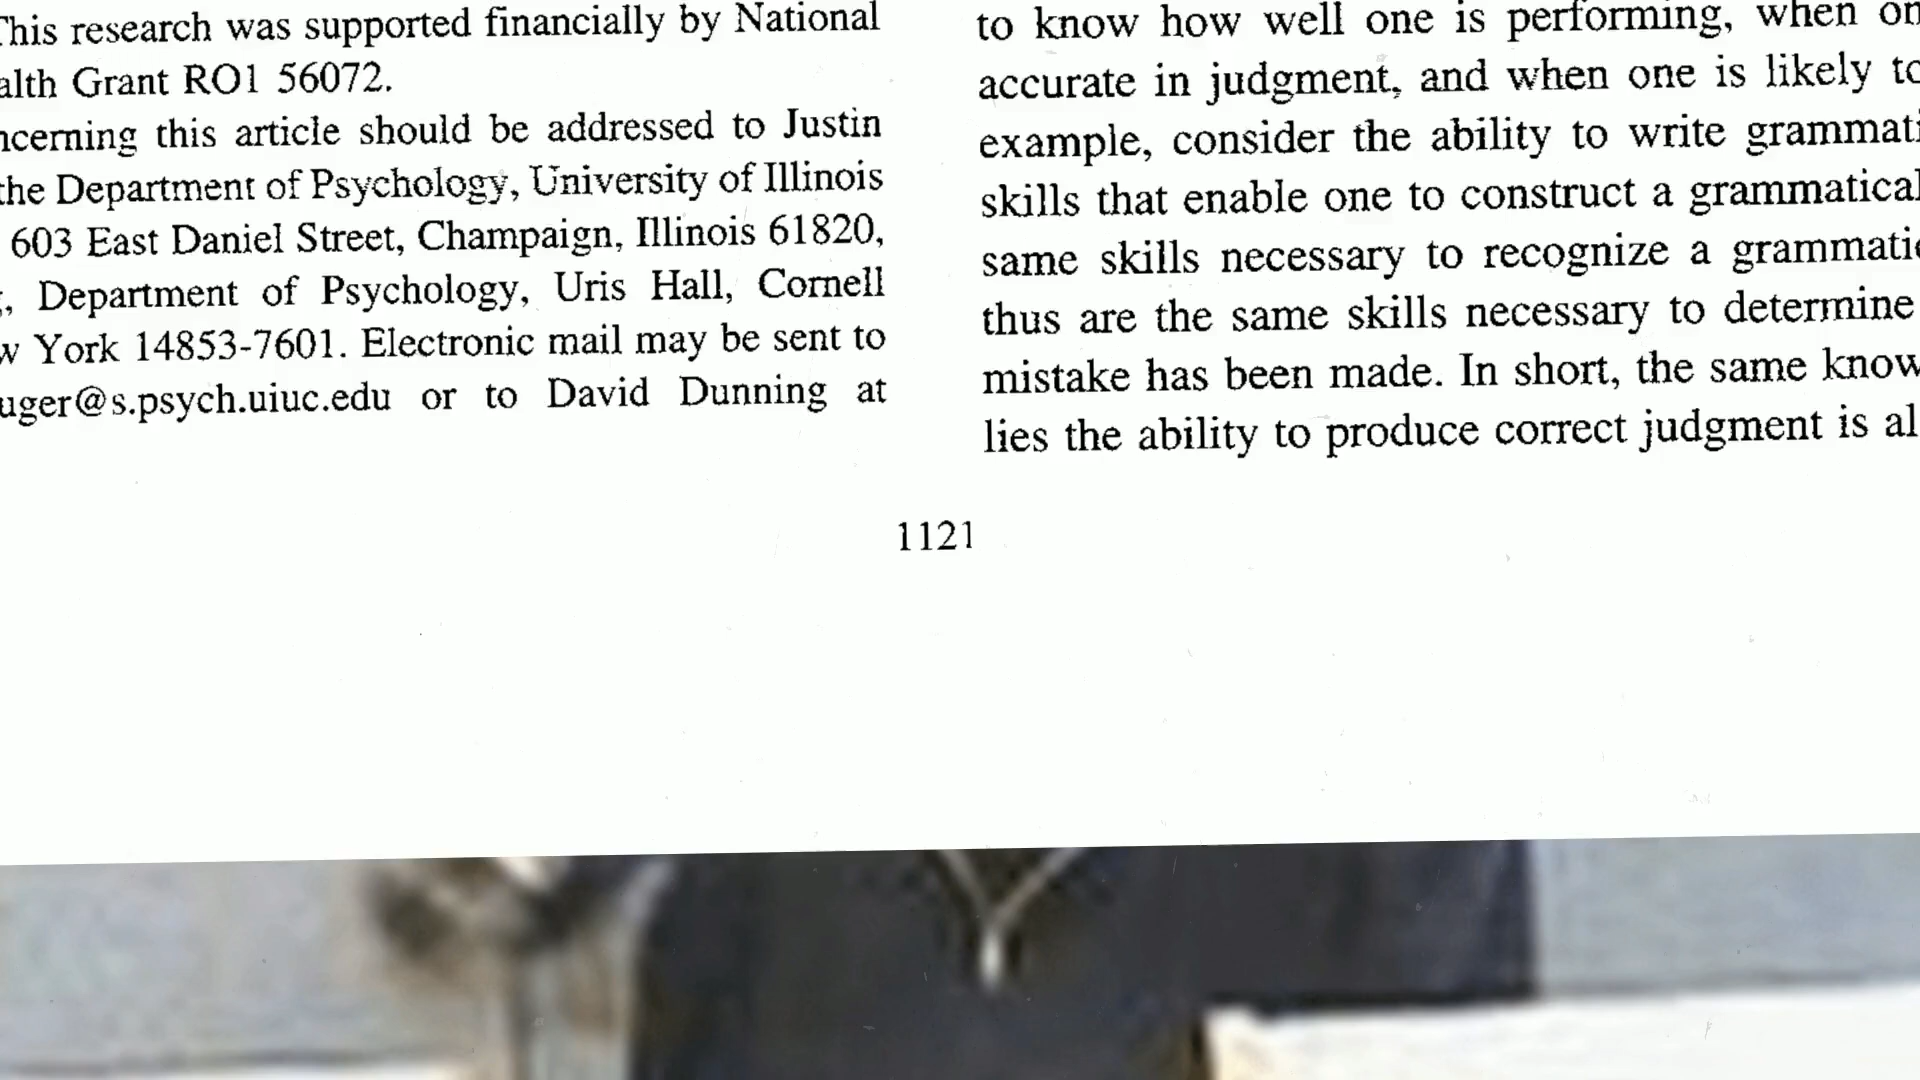 This research was supported financially by National
alth Grant RO1 56072.
ncerning this article should be addressed to Justin
the Department of Psychology, University of Illinois
603 East Daniel Street, Champaign, Illinois 61820,
, Department of Psychology, Uris Hall, Cornell
w York 14853-7601. Electronic mail may be sent to
uger@s.psych.uiuc.edu or to David Dunning at
to know how well one is performing, when on
accurate in judgment, and when one is likely to
example, consider the ability to write grammati
skills that enable one to construct a grammatical
same skills necessary to recognize a grammatic
thus are the same skills necessary to determine
mistake has been made. In short, the same know
lies the ability to produce correct judgment is al
1121